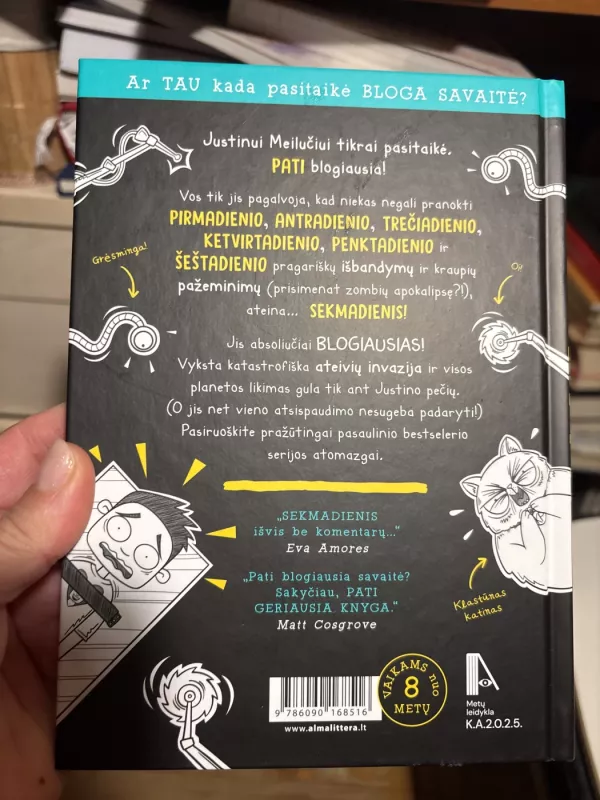 Ar TAU kada pasitaikė BLOGA SAVAITĖ?
Justinui Meilučiui tikrai pasitaikė.
PATI blogiausia!
Vos tik jis pagalvoja, kad niekas negali pranokti
PIRMADIENIO, ANTRADIENIO, TREČIADIENIO,
KETVIRTADIENIO, PENKTADIENIO ir
ŠEŠTADIENIO pragariškų išbandymų ir kraupių
pažeminimų (prisimenat zombių apokalipsę?!),
ateina... SEKMADIENIS!
Grėsminga!
Oi!
Jis absoliučiai BLOGIAUSIAS!
Vyksta katastrofiška ateivių invazija ir visos
planetos likimas gula tik ant Justino pečių.
(O jis net vieno atsispaudimo nesugeba padaryti!)
Pasiruoškite pražūtingai pasaulinio bestselerio
serijos atomazgai.
„SEKMADIENIS
išvis be komentarų...“
Eva Amores
„Pati blogiausia savaitė?
Sakyčiau, PATI
GERIAUSIA KNYGA.“
Matt Cosgrove
Klastūnas
katinas
9 786090 168516
www.almalittera.lt
VAIKAMS nuo
8
METŲ
Metų
leidykla
K.A.2.0.2.5.